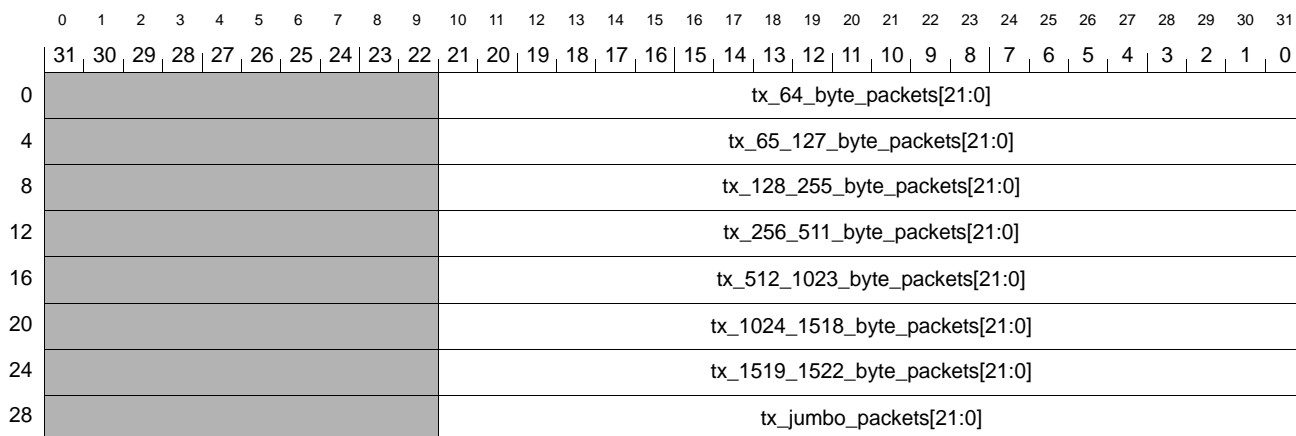 0 1 2 3 4 5 6 7 8 9 10 11 12 13 14 15 16 17 18 19 20 21 22 23 24 25 26 27 28 29 30 31
31 30 29 28 27 26 25 24 23 22 21 20 19 18 17 16 15 14 13 12 11 10 9 8 7 6 5 4 3 2 1 0
0 tx_64_byte_packets[21:0]
4 tx_65_127_byte_packets[21:0]
8 tx_128_255_byte_packets[21:0]
12 tx_256_511_byte_packets[21:0]
16 tx_512_1023_byte_packets[21:0]
20 tx_1024_1518_byte_packets[21:0]
24 tx_1519_1522_byte_packets[21:0]
28 tx_jumbo_packets[21:0]